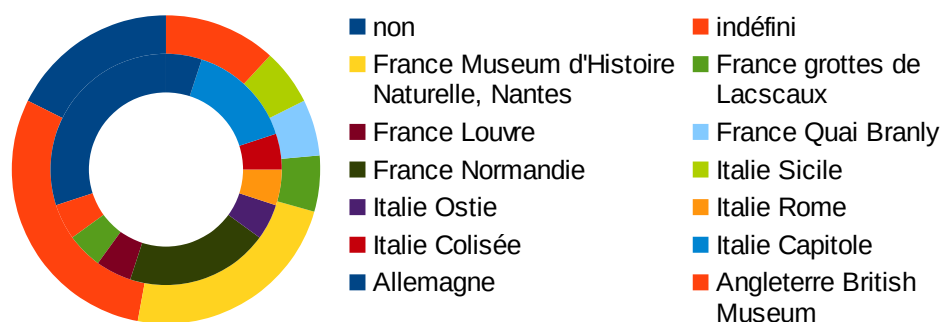 non
indéfini
France Museum d'Histoire
Naturelle, Nantes
France grottes de
Lacscaux
France Louvre
France Quai Branly
France Normandie
Italie Sicile
Italie Ostie
Italie Rome
Italie Colisée
Italie Capitole
Allemagne
Angleterre British
Museum